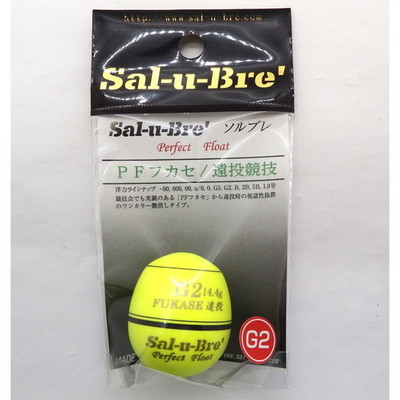 http://www.sal-u-bre.com
Sal-u-Bre'
Sal-u-Bre' ソルブレ
Perfect Float
PFフカセ/遠投競技
浮力ラインナップ -00, 000, 00, n/0, 0, G5, G2, B, 3B, 5B, 1.0号
競技会でも実績のある「PFフカセ」から遠投時の視認性抜群
のワンカラー艶出しタイプ。
G2 14.4g
FUKASE 遠投
Sal-u-Bre'
Perfect Float
G2
MADE